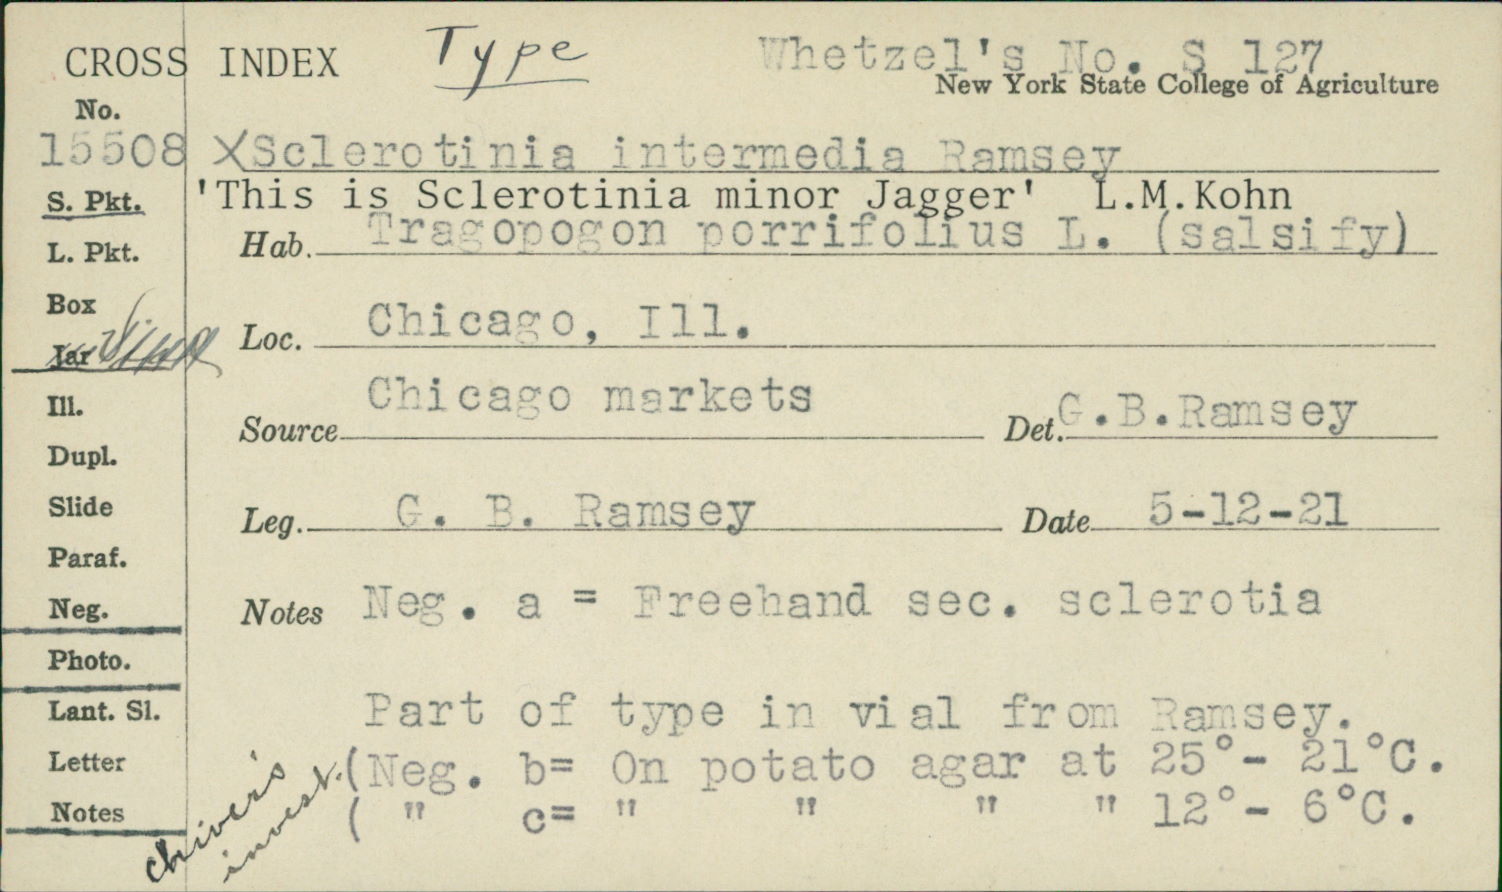 CROSS INDEX Type Whetzel's No. S 127
New York State College of Agriculture
No.
15508 XSclerotinia intermedia Ramsey
'This is Sclerotinia minor Jagger' L.M.Kohn
S. Pkt.
Hab. Tragopogon porrifolius L. (salsify)
L. Pkt.
Box
Loc. Chicago, Ill.
Jar
Ill.
Source Chicago markets Det. G.B.Ramsey
Dupl.
Slide
Leg. G. B. Ramsey Date 5-12-21
Paraf.
Neg.
Notes Neg. a = Freehand sec. sclerotia
Photo.
Lant. Sl.
Part of type in vial from Ramsey.
Letter
(Neg. b= On potato agar at 25°- 21°C.
Notes
( " c= " " " " 12°- 6°C.
Chivers
invest.